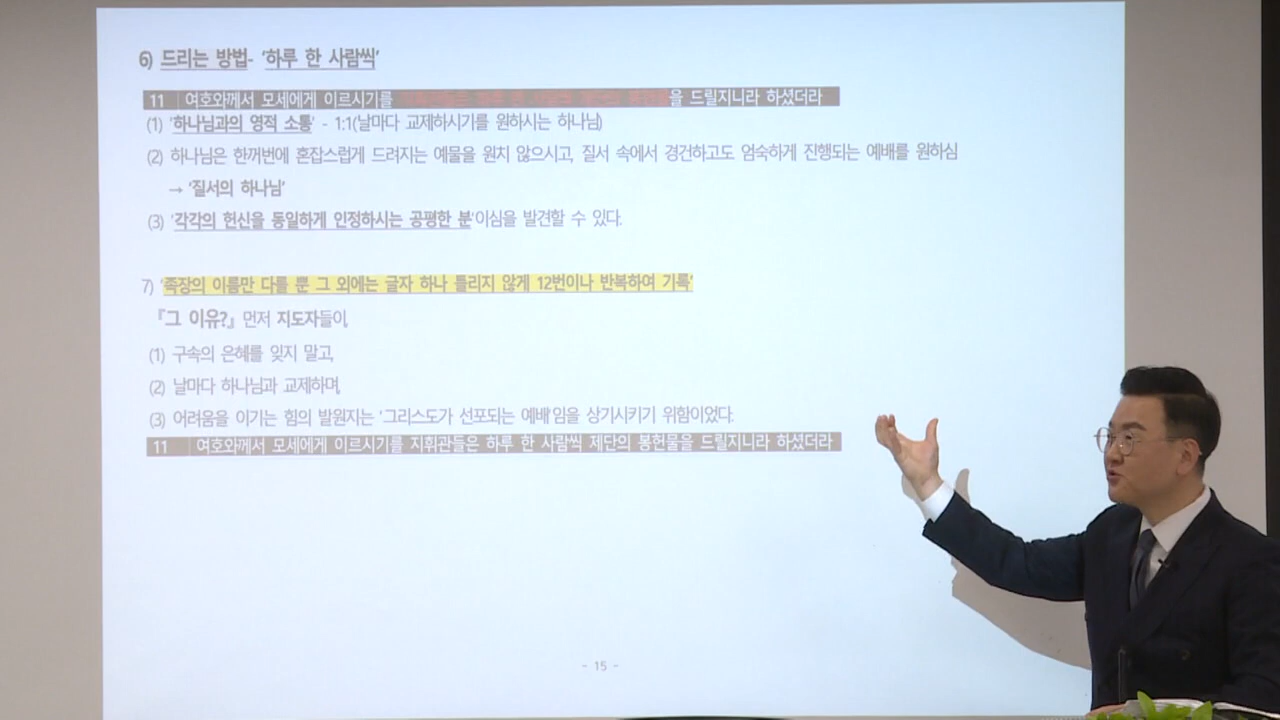 6) 드리는 방법- '하루 한 사람씩'
11 여호와께서 모세에게 이르시기를 을 드릴지니라 하셨더라
(1) '하나님과의 영적 소통' - 1:1(날마다 교제하시기를 원하시는 하나님)
(2) 하나님은 한꺼번에 혼잡스럽게 드려지는 예물을 원치 않으시고, 질서 속에서 경건하고도 엄숙하게 진행되는 예배를 원하심
→ '질서의 하나님'
(3) '각각의 헌신을 동일하게 인정하시는 공평한 분'이심을 발견할 수 있다.
7) '족장의 이름만 다를 뿐 그 외에는 글자 하나 틀리지 않게 12번이나 반복하여 기록'
『그 이유?』 먼저 지도자들이,
(1) 구속의 은혜를 잊지 말고,
(2) 날마다 하나님과 교제하며,
(3) 어려움을 이기는 힘의 발원지는 '그리스도가 선포되는 예배'임을 상기시키기 위함이었다.
11 여호와께서 모세에게 이르시기를 지휘관들은 하루 한 사람씩 제단의 봉헌물을 드릴지니라 하셨더라
- 15 -